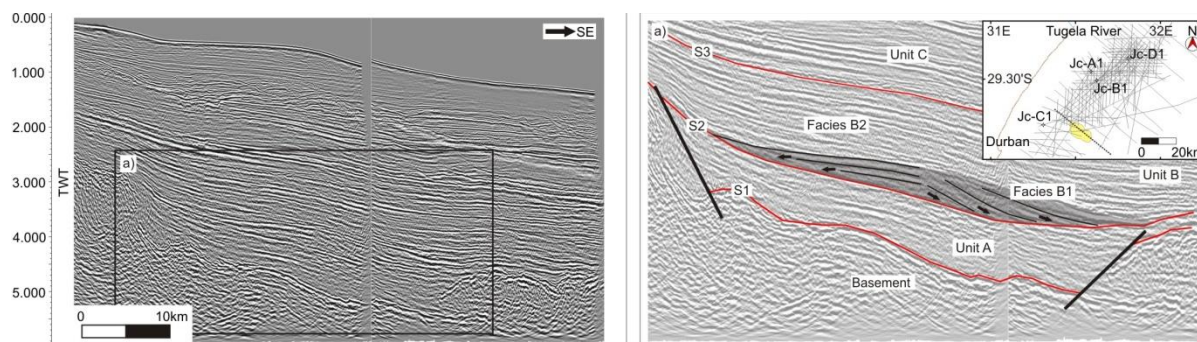 0.000
SE
1.000
2.000
a)
3.000
TWT
4.000
5.000
0 10km
a)
S3
Unit C
31E 32E N
Tugela River
Jc-D1
Jc-A1
29.30'S
Jc-B1
Jc-C1
Durban
0 20km
S2
Facies B2
Unit B
Facies B1
S1
Unit A
Basement